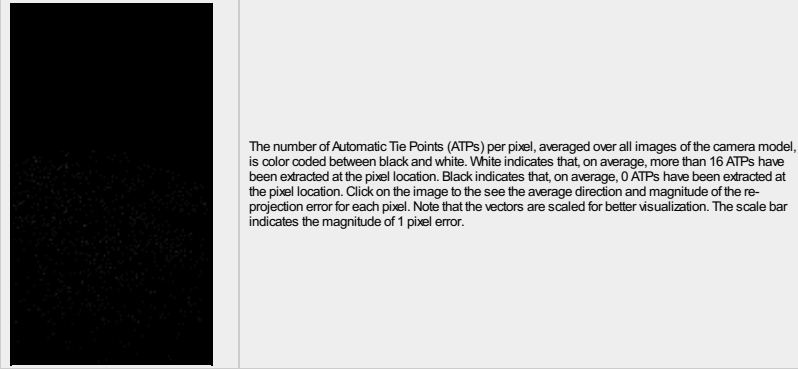 The number of Automatic Tie Points (ATPs) per pixel, averaged over all images of the camera model,
is color coded between black and white. White indicates that, on average, more than 16 ATPs have
been extracted at the pixel location. Black indicates that, on average, 0 ATPs have been extracted at
the pixel location. Click on the image to the see the average direction and magnitude of the re-
projection error for each pixel. Note that the vectors are scaled for better visualization. The scale bar
indicates the magnitude of 1 pixel error.